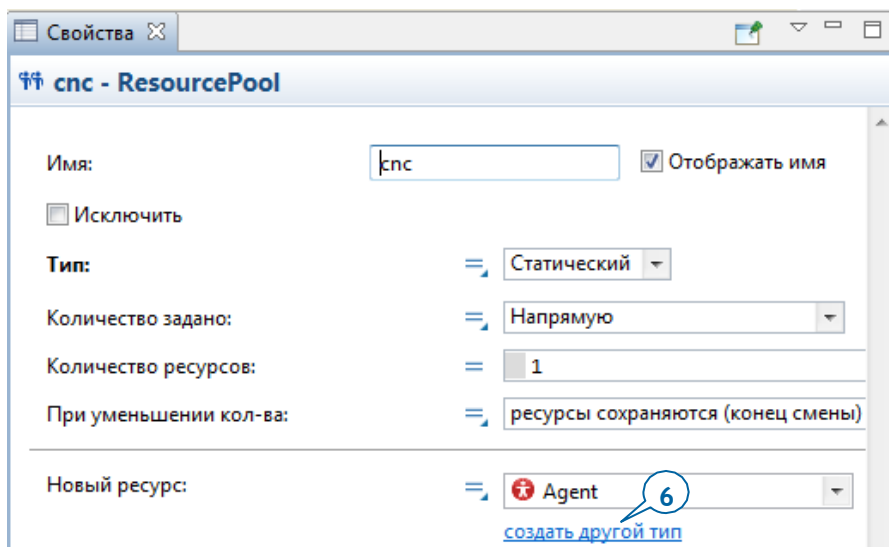 Свойства
cnc - ResourcePool
Имя: cnc Отображать имя
Исключить
Тип: Статический
Количество задано: Напрямую
Количество ресурсов: 1
При уменьшении кол-ва: ресурсы сохраняются (конец смены)
Новый ресурс: Agent 6
создать другой тип